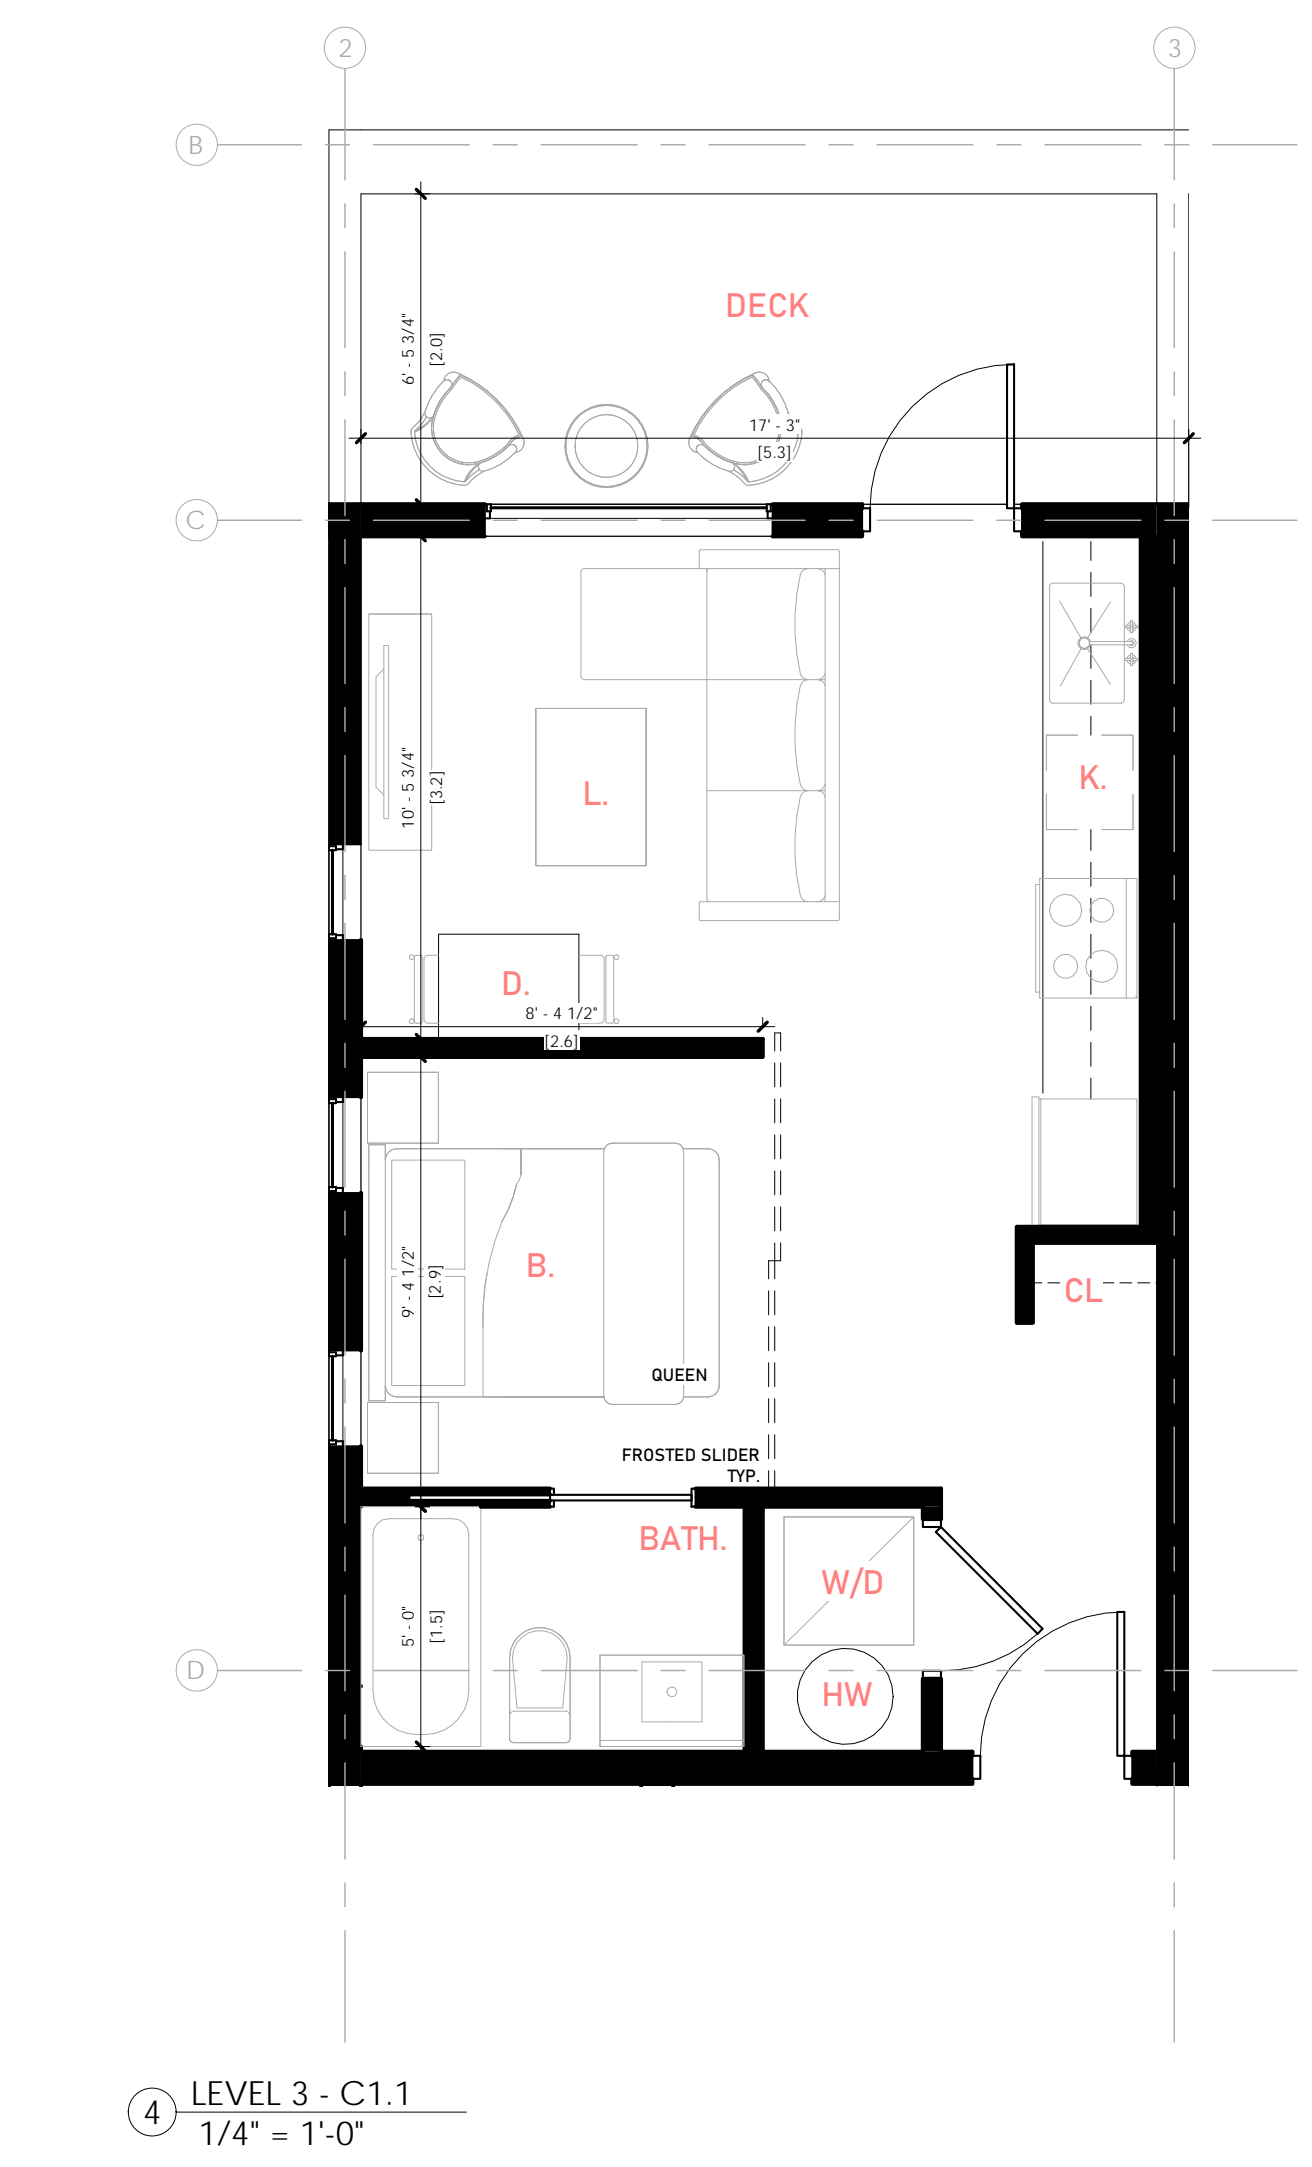 2
3
B
DECK
6' - 5 3/4"
[2.0]
17' - 3"
[5.3]
C
K.
L.
10' - 5 3/4"
[3.2]
D.
8' - 4 1/2"
[2.6]
B.
9' - 4 1/2"
[2.9]
CL
QUEEN
FROSTED SLIDER
TYP.
BATH.
W/D
5' - 0"
[1.5]
D
HW
4
LEVEL 3 - C1.1
1/4" = 1'-0"